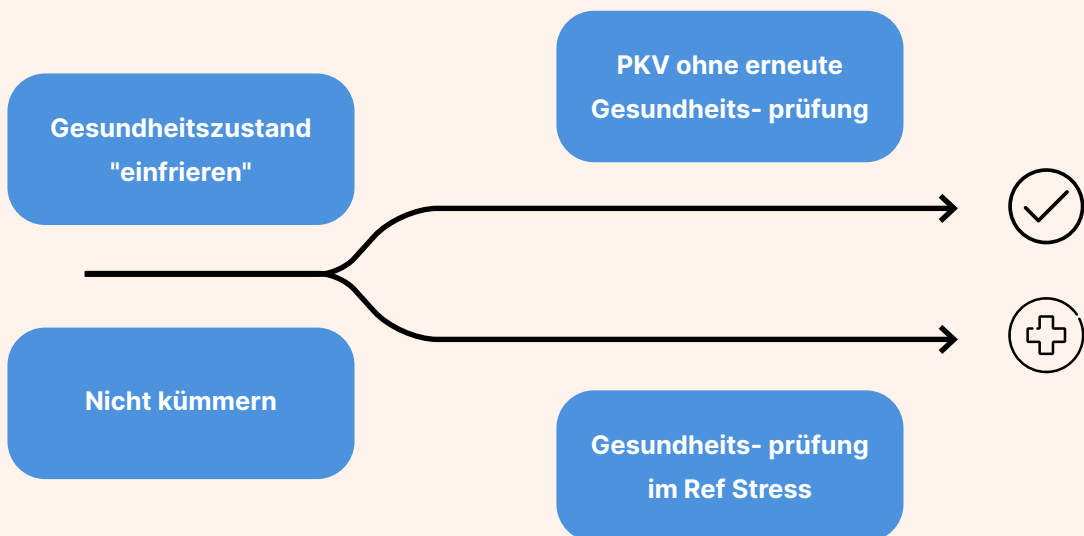 Gesundheitszustand
"einfrieren"
PKV ohne erneute
Gesundheits- prüfung
Nicht kümmern
Gesundheits- prüfung
im Ref Stress